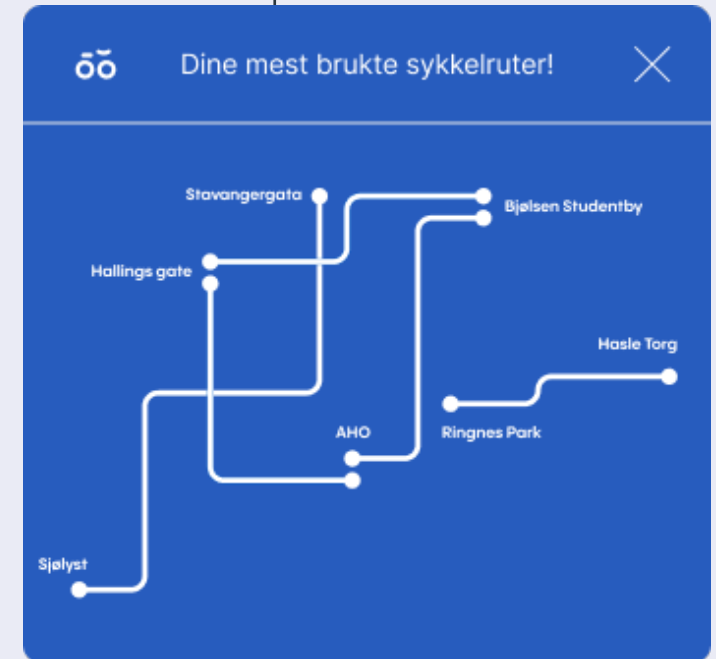 Dine mest brukte sykkelruter!
Stavangergata
Bjølsen Studentby
Hallings gate
Hasle Torg
AHO
Ringnes Park
Sjølyst